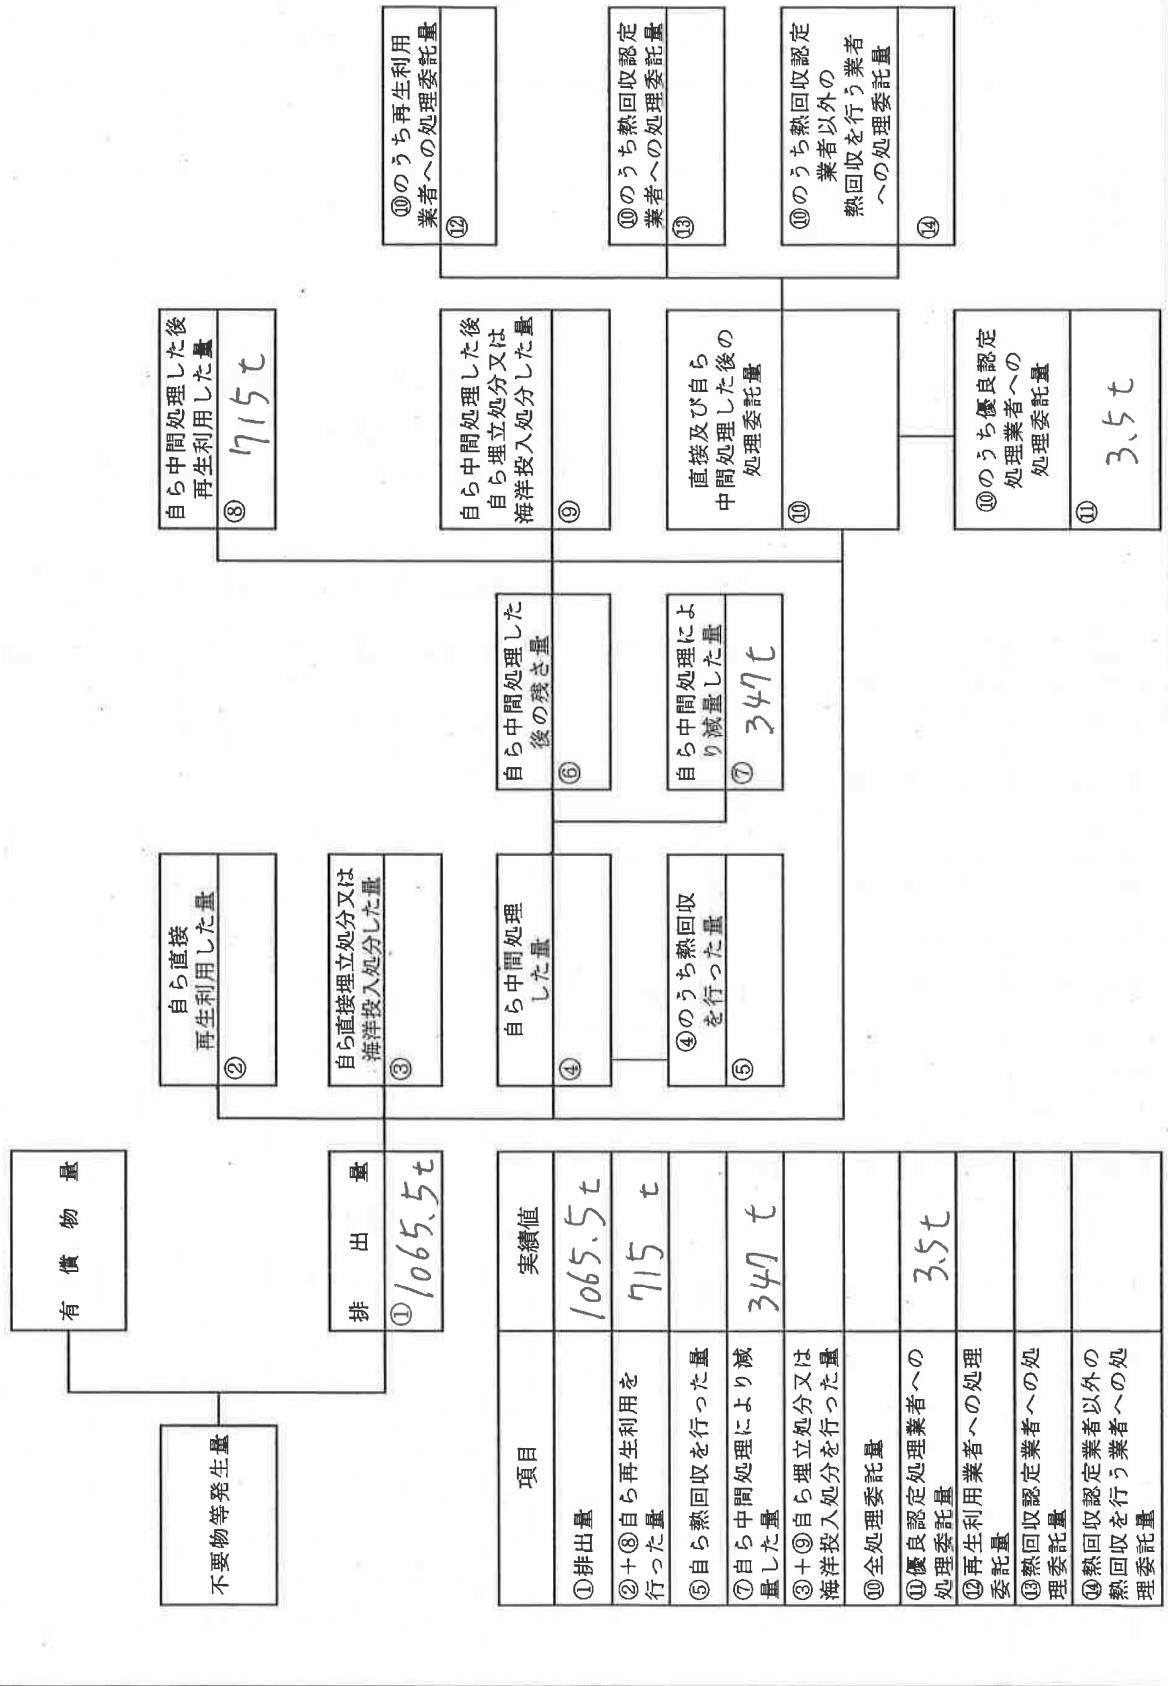 有償物量
不要物等発生量
排出量
①1065.5t
自ら直接
再生利用した量
②
自ら直接埋立処分又は
海洋投入処分した量
③
自ら中間処理
した量
④
④のうち熱回収
を行った量
⑤
自ら中間処理した
後の残さ量
⑥
自ら中間処理によ
り減量した量
⑦ 347t
自ら中間処理した後
再生利用した量
⑧ 715t
自ら中間処理した後
自ら埋立処分又は
海洋投入処分した量
⑨
直接及び自ら
中間処理した後の
処理委託量
⑩
⑩のうち優良認定
処理業者への
処理委託量
⑪ 3.5t
⑩のうち再生利用
業者への処理委託量
⑫
⑩のうち熱回収認定
業者への処理委託量
⑬
⑩のうち熱回収認定
業者以外の
熱回収を行う業者
への処理委託量
⑭
項目 実績値
①排出量 1065.5t
②+⑧自ら再生利用を
行った量 715 t
⑤自ら熱回収を行った量
⑦自ら中間処理により減
量した量 347 t
③+⑨自ら埋立処分又は
海洋投入処分を行った量
⑩全処理委託量
⑪優良認定処理業者への
処理委託量 3.5t
⑫再生利用業者への処理
委託量
⑬熱回収認定業者への処
理委託量
⑭熱回収認定業者以外の
熱回収を行う業者への処
理委託量